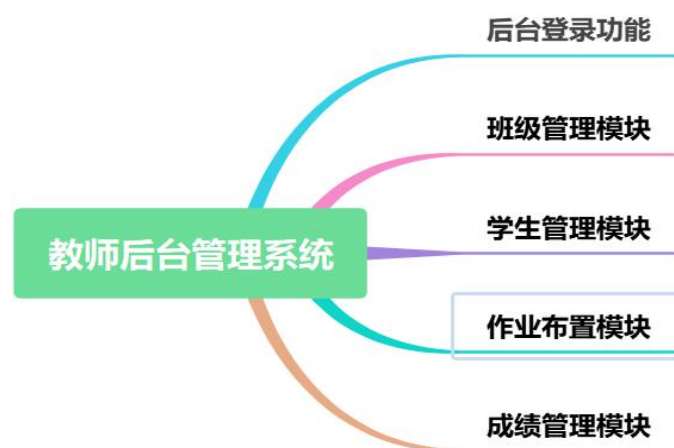 后台登录功能
班级管理模块
学生管理模块
教师后台管理系统
作业布置模块
成绩管理模块